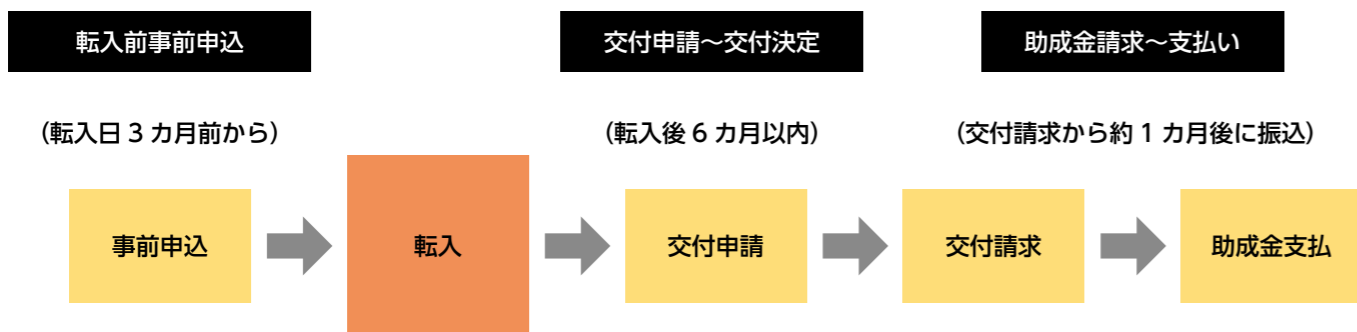 転入前事前申込
交付申請～交付決定
助成金請求～支払い
（転入日 3 カ月前から）
（転入後 6 カ月以内）
（交付請求から約 1 カ月後に振込）
事前申込
転入
交付申請
交付請求
助成金支払